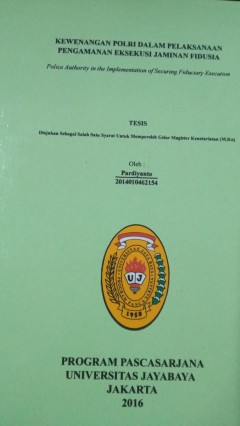 KEWENANGAN POLRI DALAM PELAKSANAAN
PENGAMANAN EKSEKUSI JAMINAN FIDUSIA
Police Authority in the Implementation of Securing Fiduciary Execution
TESIS
Diajukan Sebagai Salah Satu Syarat Untuk Memperoleh Gelar Magister Kenotariatan (M.Kn)
Oleh :
Pardiyanto
2014010462154
UJ
1958
PROGRAM PASCASARJANA
UNIVERSITAS JAYABAYA
JAKARTA
2016